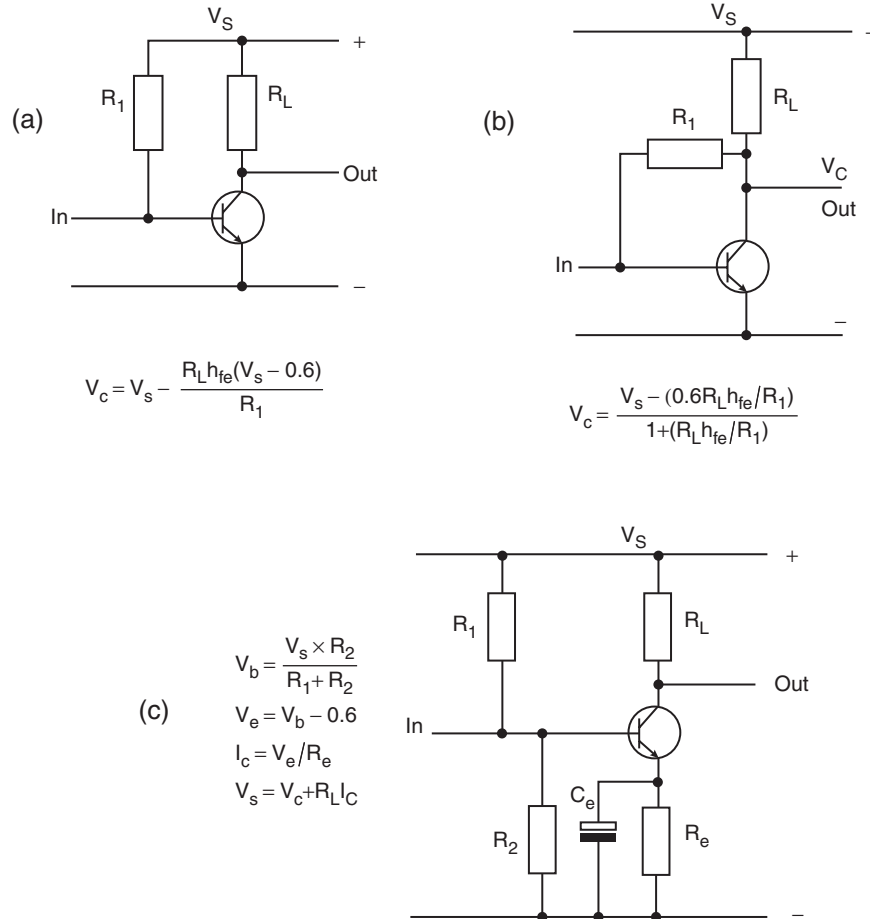 V_S
+
(a)
R_1
R_L
Out
In
−
V_c = V_s − R_L h_fe(V_s − 0.6) / R_1
V_S
(b)
R_1
R_L
V_C
Out
In
−
V_c = V_s − (0.6R_L h_fe/R_1) / 1+(R_L h_fe/R_1)
V_S
+
(c)
V_b = V_s × R_2 / R_1 + R_2
V_e = V_b − 0.6
I_c = V_e/R_e
V_s = V_c+R_L I_C
R_1
R_L
Out
In
C_e
R_2
R_e
−